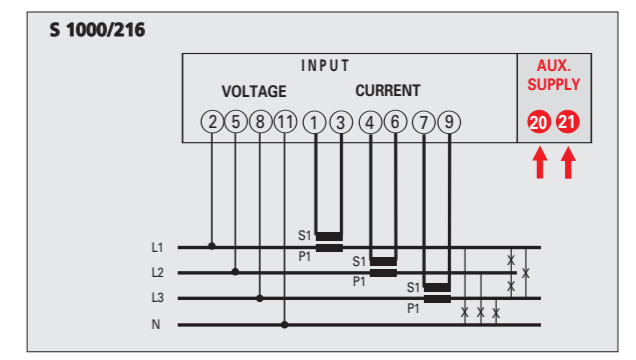 S 1000/216
INPUT
AUX.
SUPPLY
VOLTAGE CURRENT
2 5 8 11 1 3 4 6 7 9 20 21
S1
L1
P1
S1
L2
P1
S1
L3
P1
N
X X
X
X X X